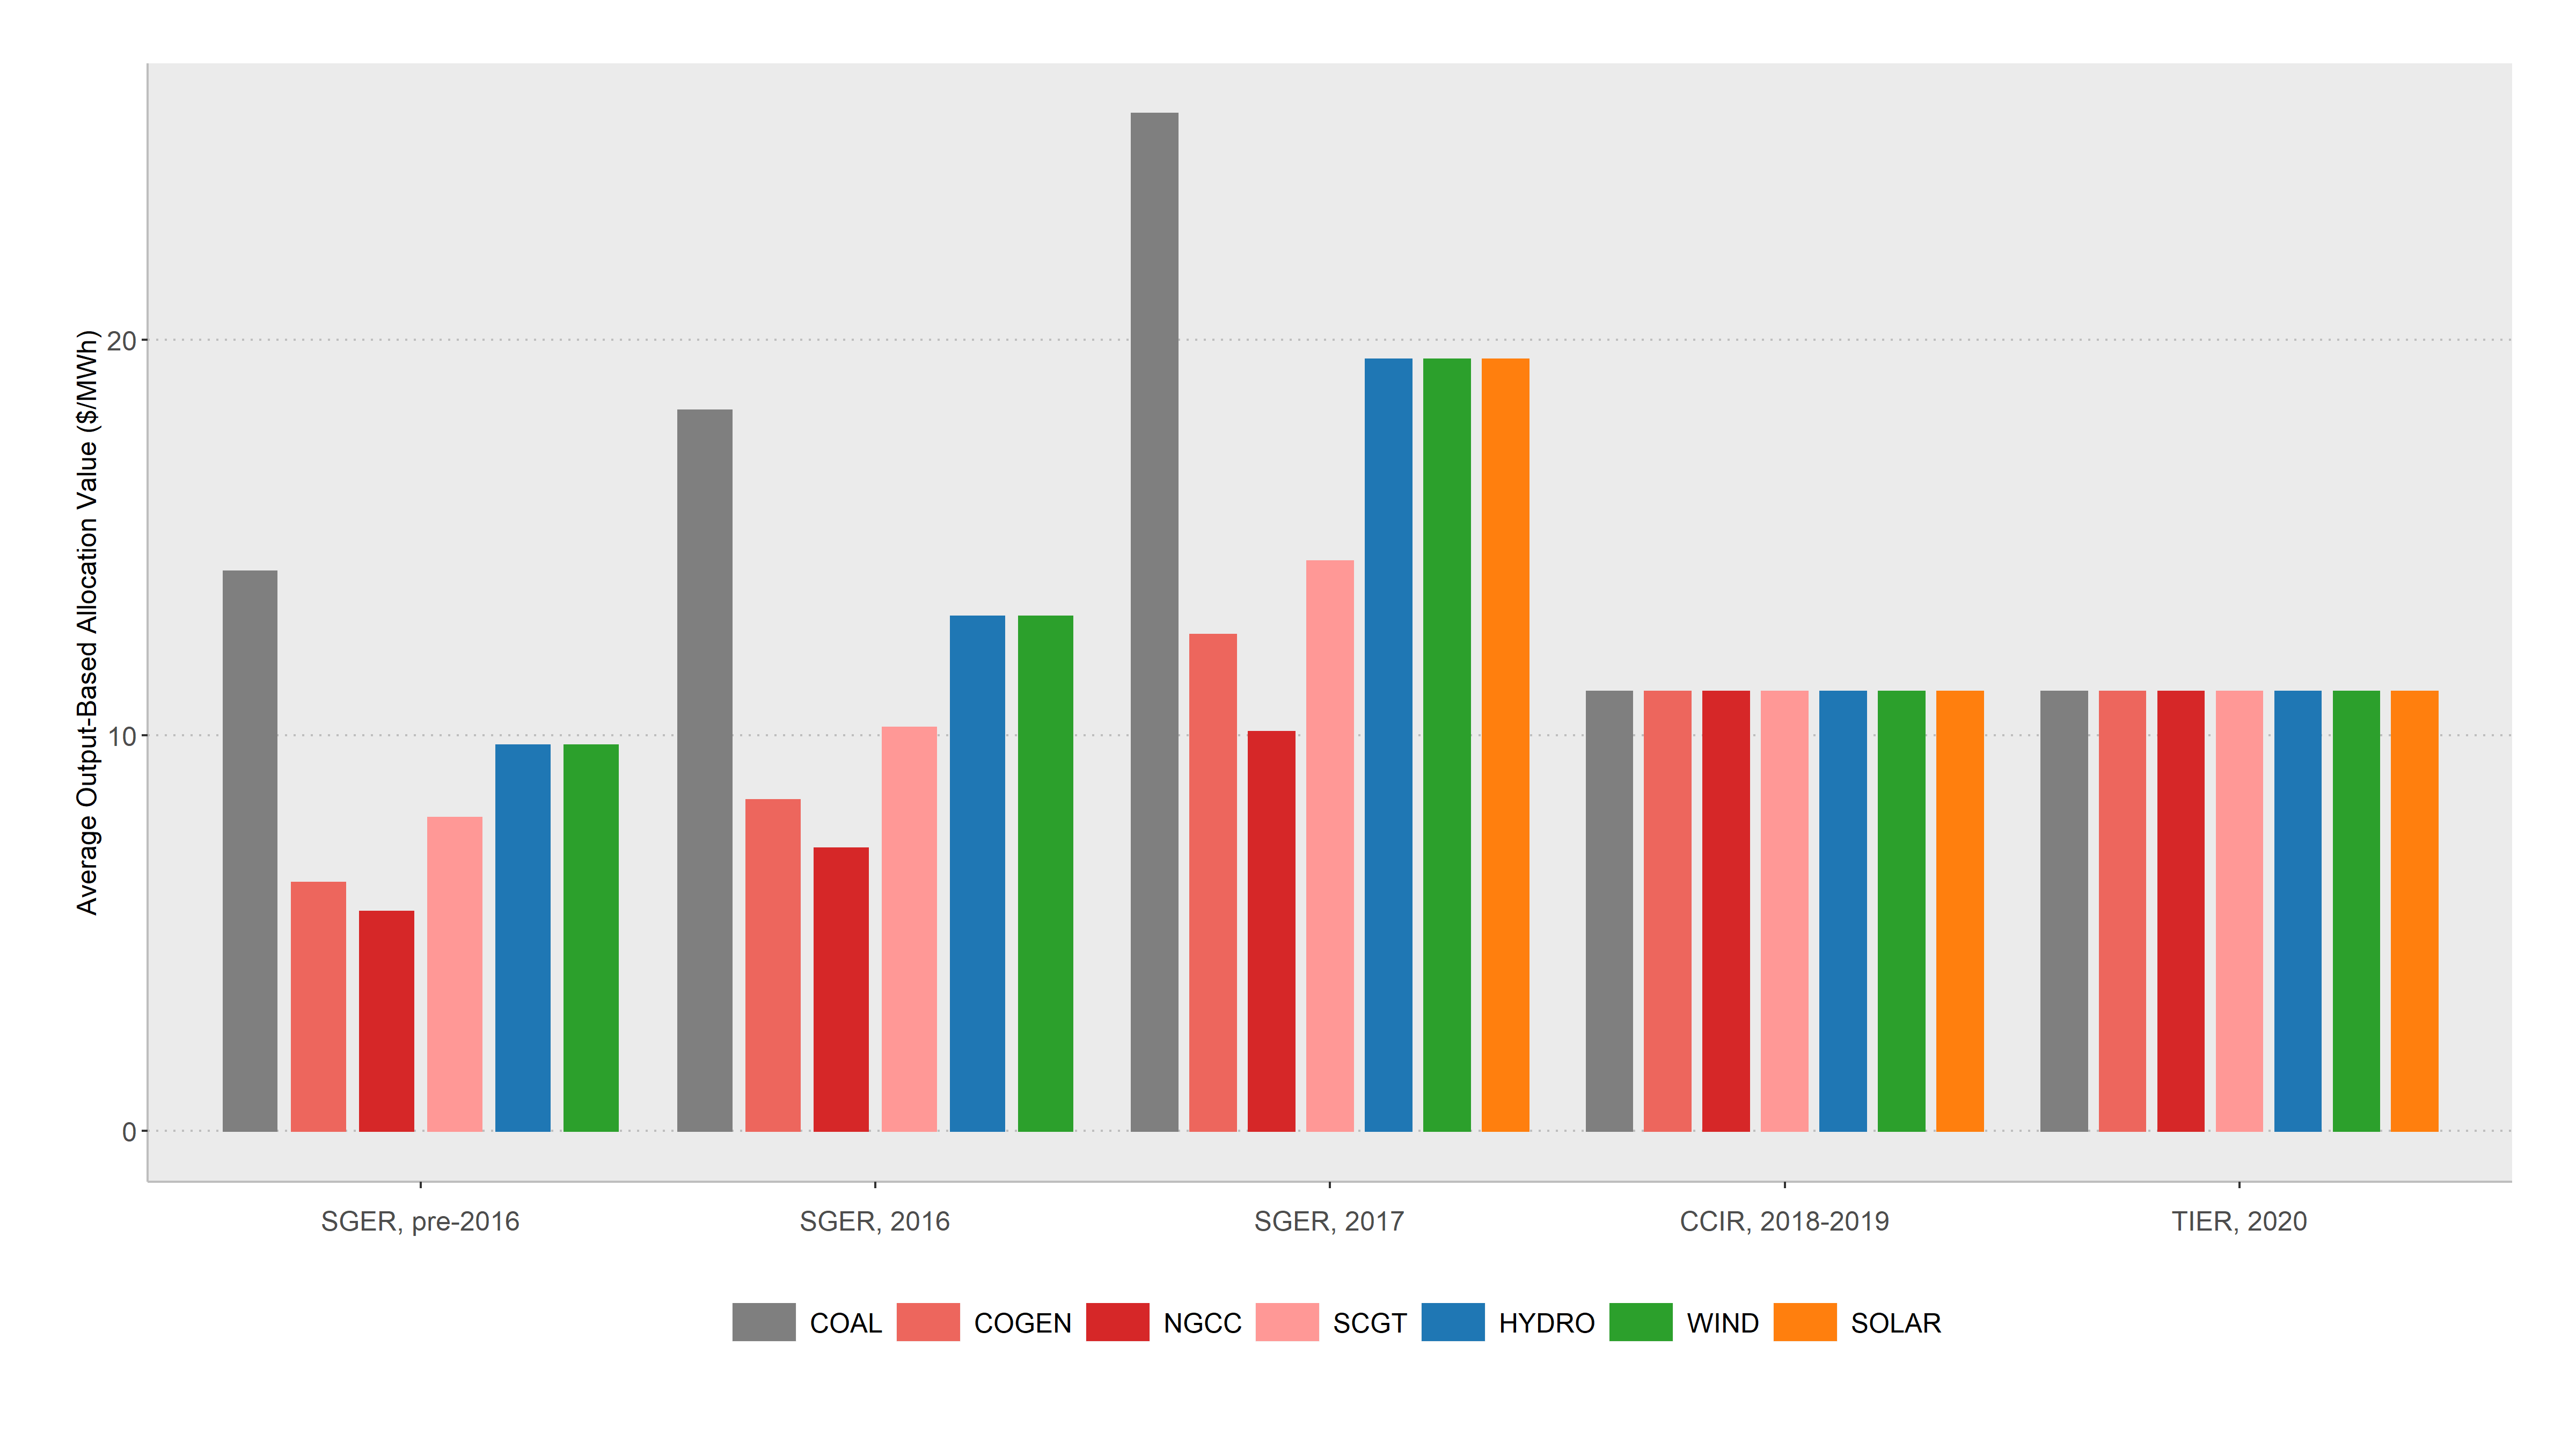 Average Output-Based Allocation Value ($/MWh)
20
10
0
SGER, pre-2016 SGER, 2016 SGER, 2017 CCIR, 2018-2019 TIER, 2020
COAL COGEN NGCC SCGT HYDRO WIND SOLAR